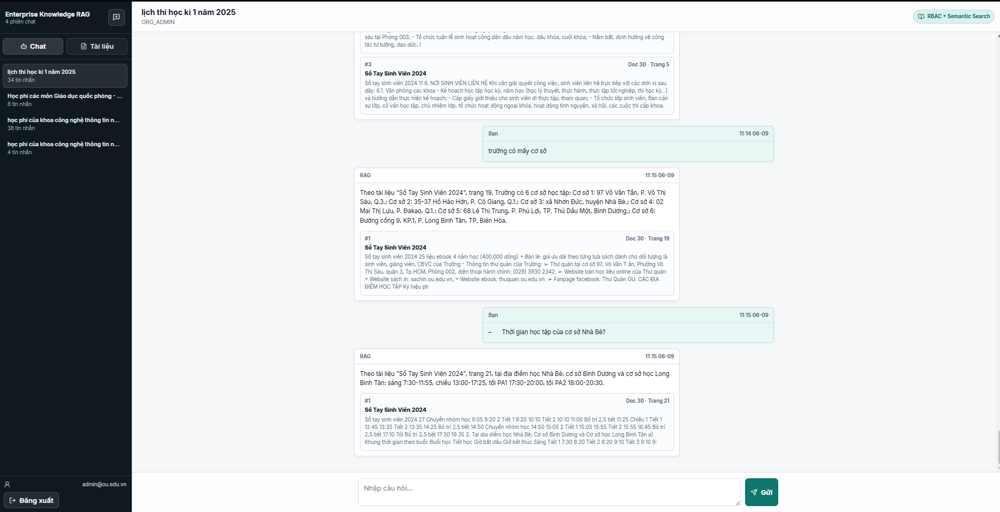 Enterprise Knowledge RAG
4 phiên chat
Chat
Tài liệu
lịch thi học kì 1 năm 2025
34 tin nhắn
Học phí các môn Giáo dục quốc phòng - ...
8 tin nhắn
học phí của khoa công nghệ thông tin n...
38 tin nhắn
học phí của khoa công nghệ thông tin n...
4 tin nhắn
admin@ou.edu.vn
Đăng xuất
lịch thi học kì 1 năm 2025
ORG_ADMIN
RBAC + Semantic Search
sáu tại Phòng 003; - Tổ chức tuần lễ sinh hoạt công dân đầu năm học, đầu khóa, cuối khóa; - Nắm bắt, định hướng về công
tác tư tưởng, đạo đức, l
#3
Doc 30 · Trang 5
Sổ Tay Sinh Viên 2024
Sổ tay sinh viên 2024 11 6. NƠI SINH VIÊN LIÊN HỆ Khi cần giải quyết công việc, sinh viên liên hệ trực tiếp với các đơn vị sau
đây: 6.1. Văn phòng các khoa - Kế hoạch học tập học kỳ, năm học (học lý thuyết, thực hành, thực tập tốt nghiệp, thi học kỳ...)
và hướng dẫn thực hiện kế hoạch; - Cấp giấy giới thiệu cho sinh viên đi thực tập; tham quan; - Tổ chức lớp sinh viên, Ban cán
sự lớp, cố vấn học tập, chủ nhiệm lớp, tổ chức hoạt động ngoại khóa, hoạt động tình nguyện, xã hội, các cuộc thi cấp khoa;
Bạn
11:14 06-09
trường có mấy cơ sở
RAG
11:15 06-09
Theo tài liệu "Sổ Tay Sinh Viên 2024", trang 19, Trường có 6 cơ sở học tập: Cơ sở 1: 97 Võ Văn Tần, P. Võ Thị
Sáu, Q.3.; Cơ sở 2: 35-37 Hồ Hảo Hớn, P. Cô Giang, Q.1.; Cơ sở 3: xã Nhơn Đức, huyện Nhà Bè.; Cơ sở 4: 02
Mai Thị Lựu, P. Đakao, Q.1.; Cơ sở 5: 68 Lê Thị Trung, P. Phú Lợi, TP. Thủ Dầu Một, Bình Dương.; Cơ sở 6:
Đường cổng 9, KP.1, P. Long Bình Tân, TP. Biên Hòa.
#1
Doc 30 · Trang 19
Sổ Tay Sinh Viên 2024
Sổ tay sinh viên 2024 25 liệu ebook 4 năm học (400.000 đồng) + Bán lẻ: giá ưu đãi theo từng tựa sách dành cho đối tượng là
sinh viên, giảng viên, CBVC của Trường - Thông tin thư quán của Trường: ➢ Thư quán tại cơ sở 97, Võ Văn T ần, Phường Võ
Thị Sáu, quận 3, Tp.HCM, Phòng 002, điện thoại hành chính: (028) 3930 2342. ➢ Website bán học liệu online của Thư quán:
+ Website sách in: sachin.ou.edu.vn, + Website ebook: thuquan.ou.edu.vn. ➢ Fanpage facebook: Thư Quán OU. CÁC ĐỊA
ĐIỂM HỌC TẬP Ký hiệu ph
Bạn
11:15 06-09
– Thời gian học tập của cơ sở Nhà Bè?
RAG
11:15 06-09
Theo tài liệu "Sổ Tay Sinh Viên 2024", trang 21, tại địa điểm học Nhà Bè, cơ sở Bình Dương và cơ sở học Long
Bình Tân: sáng 7:30-11:55, chiều 13:00-17:25, tối PA1 17:30-20:00, tối PA2 18:00-20:30.
#1
Doc 30 · Trang 21
Sổ Tay Sinh Viên 2024
Sổ tay sinh viên 2024 27 Chuyển nhóm học 9:05 9:20 2 Tiết 1 9:20 10:10 Tiết 2 10:10 11:00 Bố trí 2,5 tiết 11:25 Chiều 1 Tiết 1
12:45 13:35 Tiết 2 13:35 14:25 Bố trí 2,5 tiết 14:50 Chuyển nhóm học 14:50 15:05 2 Tiết 1 15:05 15:55 Tiết 2 15:55 16:45 Bố trí
2,5 tiết 17:10 Tối Bố trí 2,5 tiết 17:30 19:35 2. Tại địa điểm học Nhà Bè; Cơ sở Bình Dương và Cơ sở học Long Bình Tân a)
Khung thời gian theo buổi: Buổi học Tiết học Giờ bắt đầu Giờ kết thúc Sáng Tiết 1 7:30 8:20 Tiết 2 8:20 9:10 Tiết 3 9:10 9:
Nhập câu hỏi...
Gửi